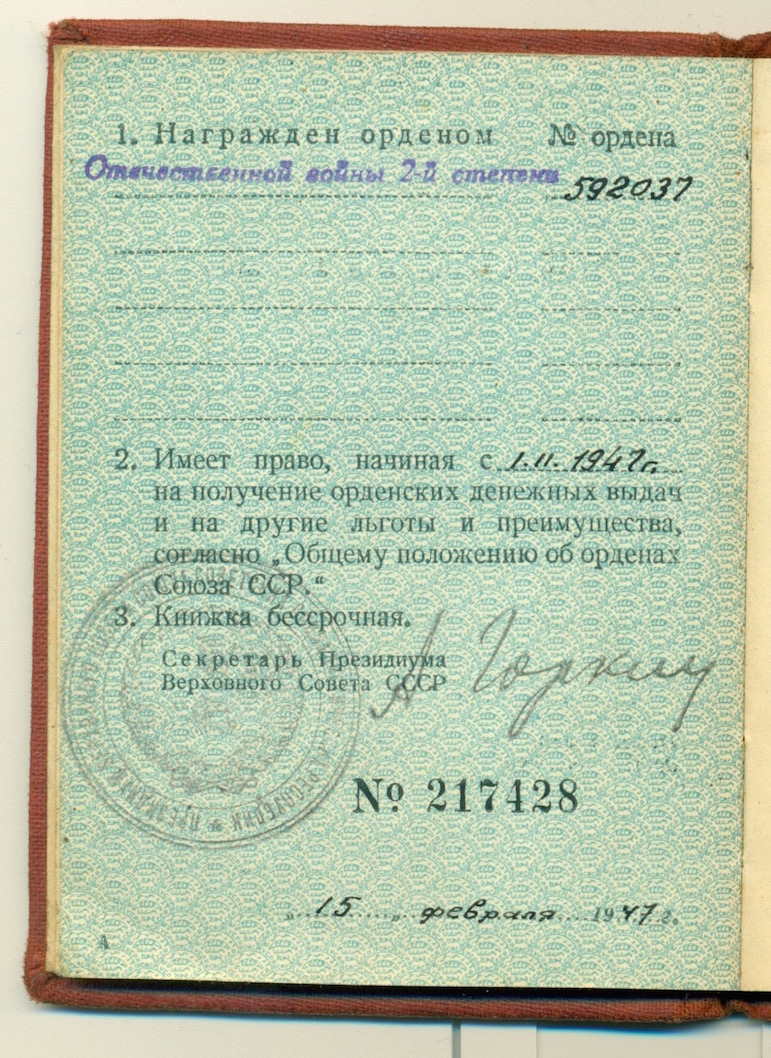 1. Награжден орденом № ордена
Отечественной войны 2-й степени 592037
2. Имеет право, начиная с 1.II.1947г.
на получение орденских денежных выдач
и на другие льготы и преимущества,
согласно „Общему положению об орденах
Союза ССР.“
3. Книжка бессрочная.
Секретарь Президиума
Верховного Совета СССР
А Горкин
№ 217428
„15„ февраля 1947 г.
А